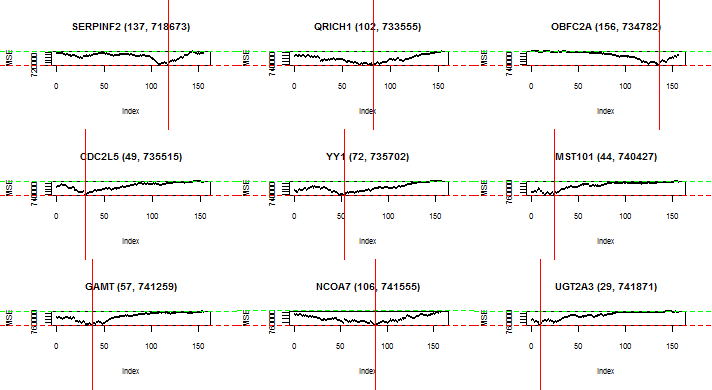 SERPINF2 (137, 718673)
QRICH1 (102, 733555)
OBFC2A (156, 734782)
MSE
720000
0 50 100 150
Index
MSE
740000
0 50 100 150
Index
MSE
740000
0 50 100 150
Index
CDC2L5 (49, 735515)
YY1 (72, 735702)
MST101 (44, 740427)
MSE
740000
0 50 100 150
Index
MSE
740000
0 50 100 150
Index
MSE
760000
0 50 100 150
Index
GAMT (57, 741259)
NCOA7 (106, 741555)
UGT2A3 (29, 741871)
MSE
760000
0 50 100 150
Index
MSE
760000
0 50 100 150
Index
MSE
760000
0 50 100 150
Index